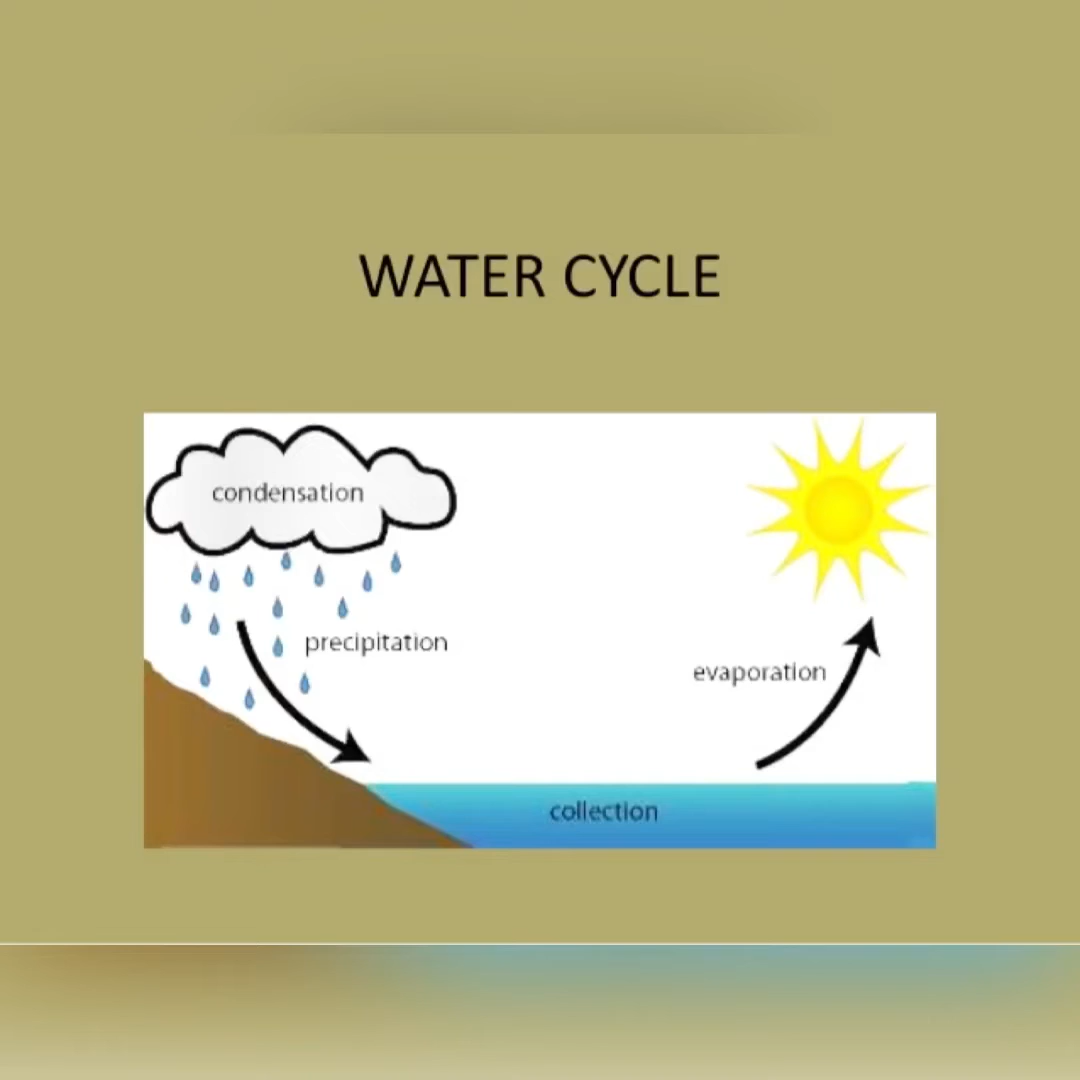 WATER CYCLE
condensation
precipitation
evaporation
collection